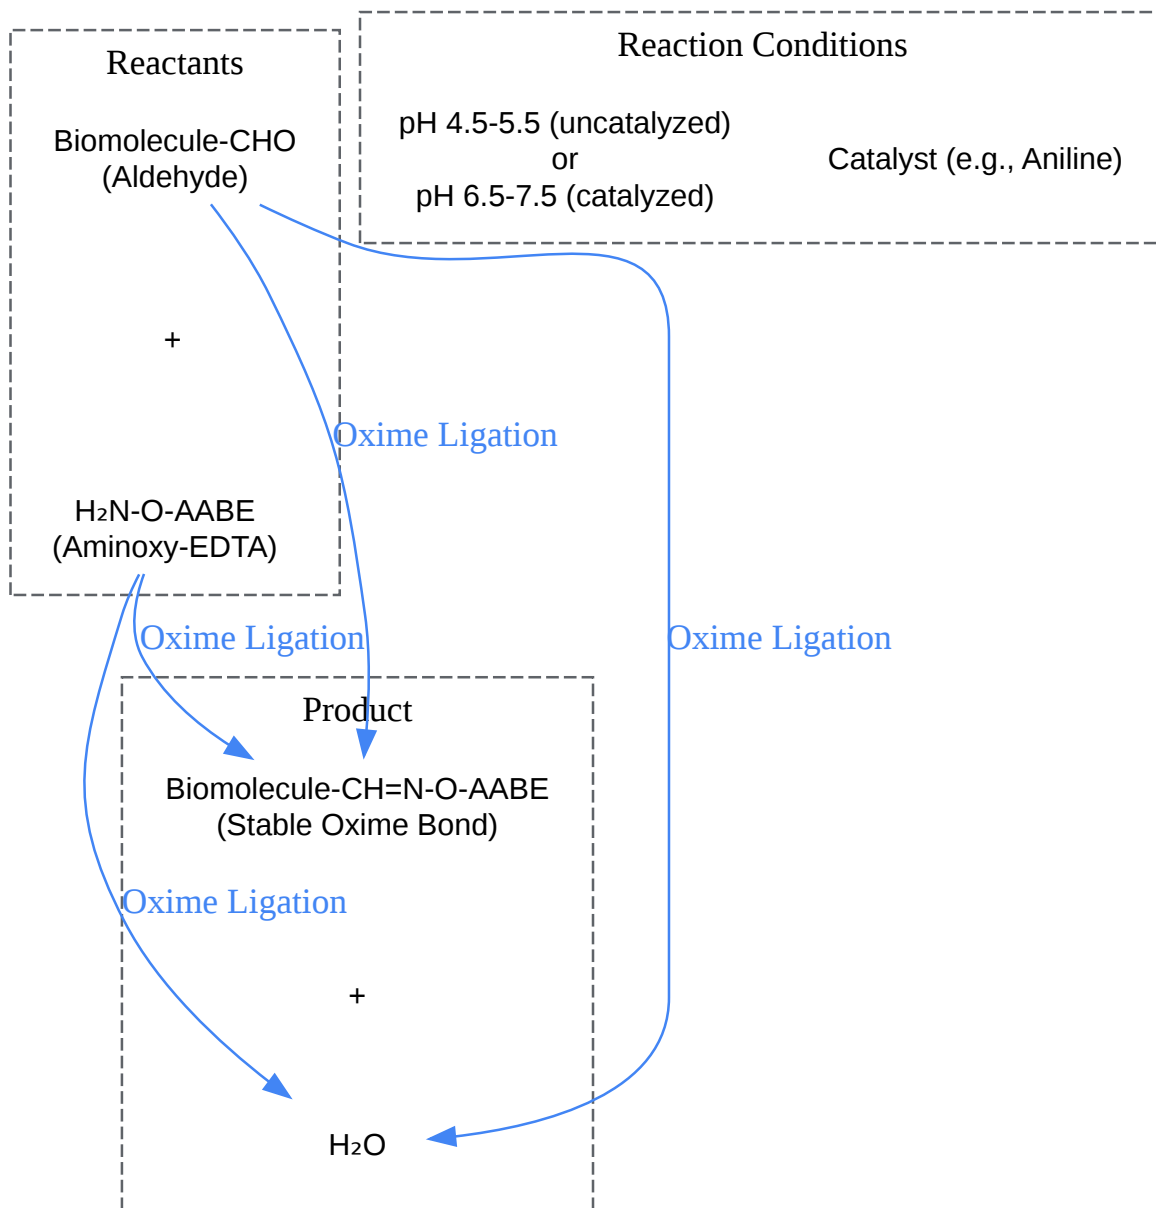 Reactants
Biomolecule-CHO
(Aldehyde)
+
H₂N-O-AABE
(Aminoxy-EDTA)
Reaction Conditions
pH 4.5-5.5 (uncatalyzed)
or
pH 6.5-7.5 (catalyzed)
Catalyst (e.g., Aniline)
Oxime Ligation
Oxime Ligation
Oxime Ligation
Product
Biomolecule-CH=N-O-AABE
(Stable Oxime Bond)
Oxime Ligation
+
H₂O